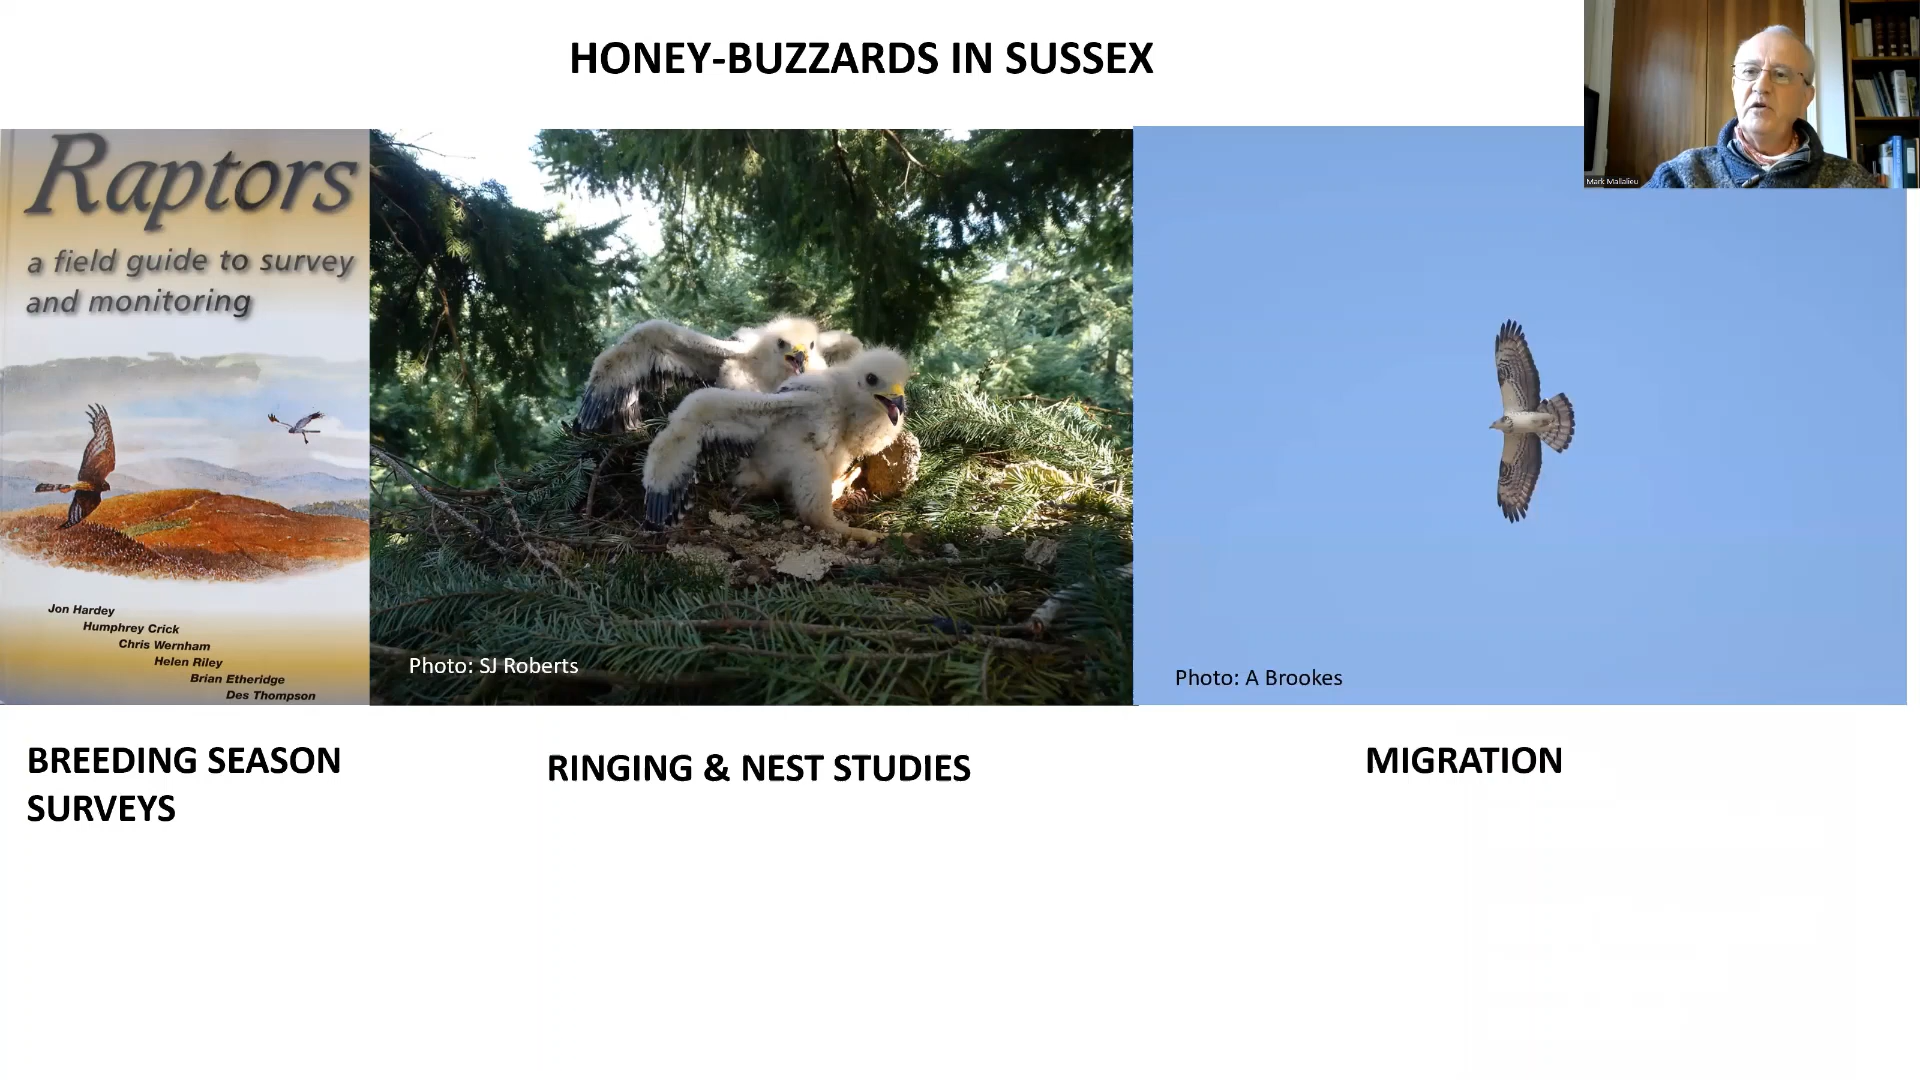 HONEY-BUZZARDS IN SUSSEX
Mark Mallalieu
Raptors
a field guide to survey
and monitoring
Jon Hardey
Humphrey Crick
Chris Wernham
Helen Riley
Brian Etheridge
Des Thompson
Photo: SJ Roberts
Photo: A Brookes
BREEDING SEASON
SURVEYS
RINGING & NEST STUDIES
MIGRATION